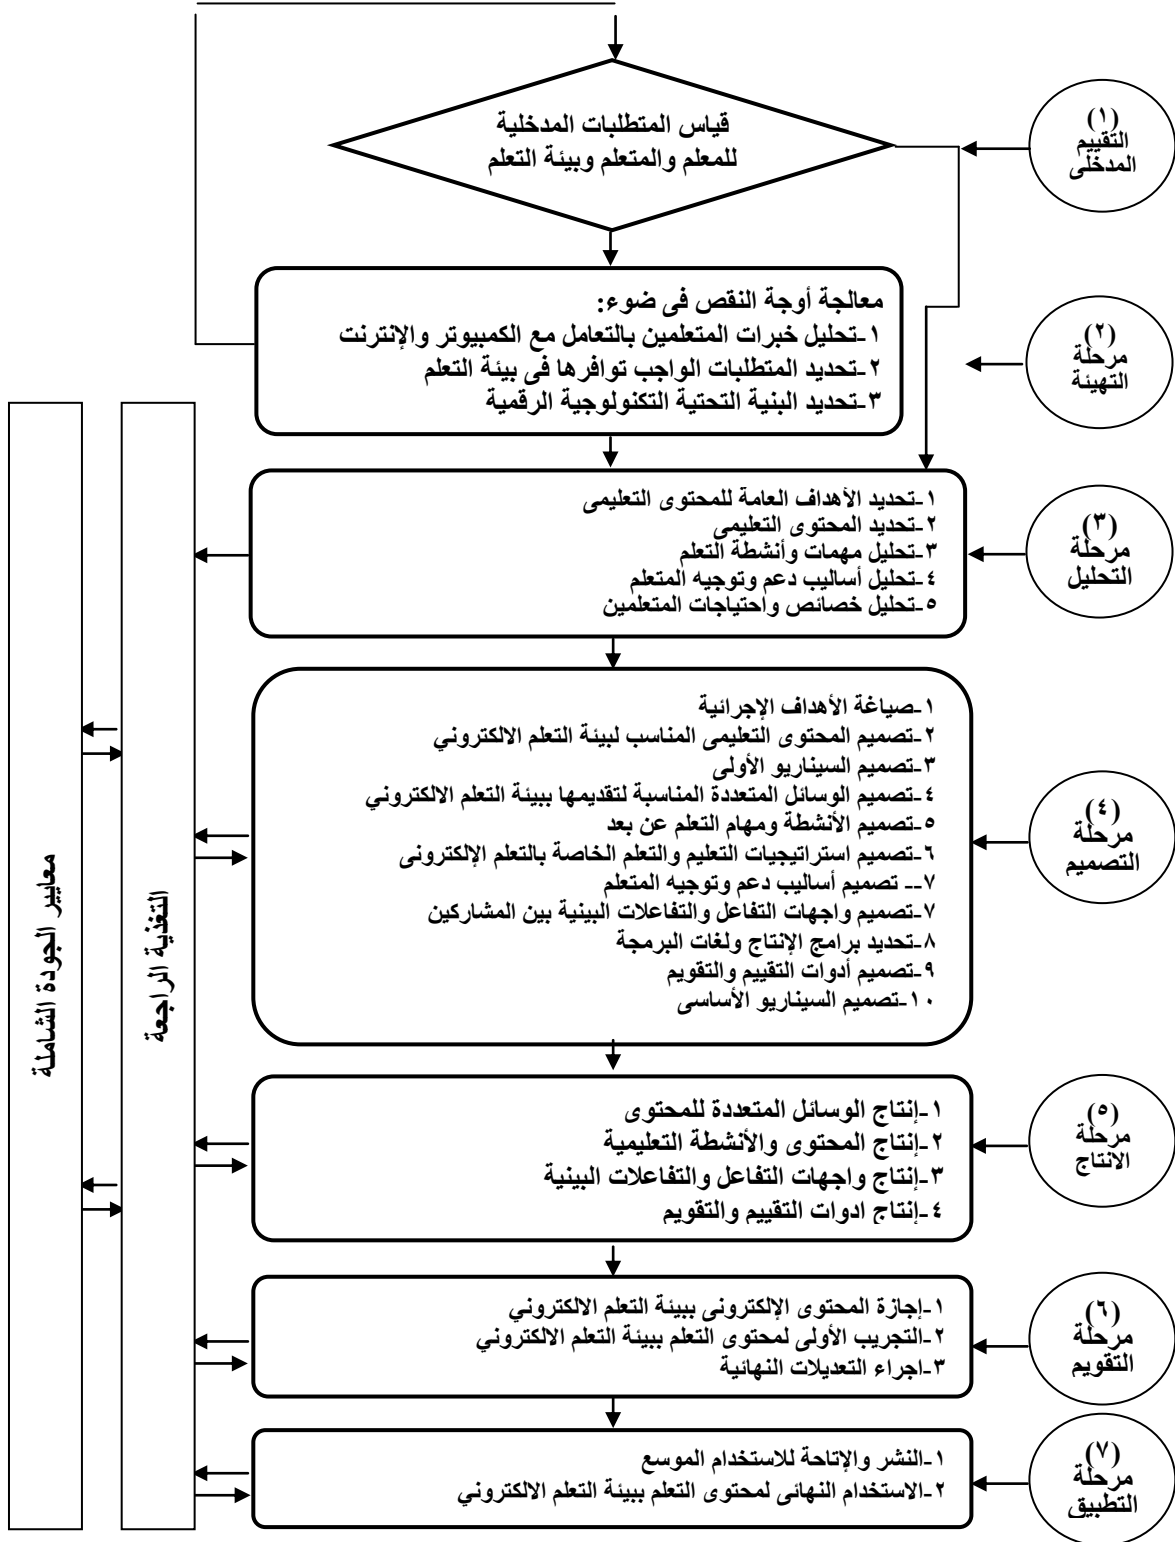 قياس المتطلبات المدخلية
للمعلم والمتعلم وبيئة التعلم
(١)
التقييم
المدخلى
معالجة أوجة النقص فى ضوء:
١-تحليل خبرات المتعلمين بالتعامل مع الكمبيوتر والإنترنت
٢-تحديد المتطلبات الواجب توافرها فى بيئة التعلم
٣-تحديد البنية التحتية التكنولوجية الرقمية
(٢)
مرحلة
التهيئة
١-تحديد الأهداف العامة للمحتوى التعليمى
٢-تحديد المحتوى التعليمى
٣-تحليل مهمات وأنشطة التعلم
٤-تحليل أساليب دعم وتوجيه المتعلم
٥-تحليل خصائص واحتياجات المتعلمين
(٣)
مرحلة
التحليل
١-صياغة الأهداف الإجرائية
٢-تصميم المحتوى التعليمى المناسب لبيئة التعلم الالكتروني
٣-تصميم السيناريو الأولى
٤-تصميم الوسائل المتعددة المناسبة لتقديمها ببيئة التعلم الالكتروني
٥-تصميم الأنشطة ومهام التعلم عن بعد
٦-تصميم استراتيجيات التعليم والتعلم الخاصة بالتعلم الإلكترونى
٧-- تصميم أساليب دعم وتوجيه المتعلم
٧-تصميم واجهات التفاعل والتفاعلات البينية بين المشاركين
٨-تحديد برامج الإنتاج ولغات البرمجة
٩-تصميم أدوات التقييم والتقويم
١٠-تصميم السيناريو الأساسى
(٤)
مرحلة
التصميم
١-إنتاج الوسائل المتعددة للمحتوى
٢-إنتاج المحتوى والأنشطة التعليمية
٣-إنتاج واجهات التفاعل والتفاعلات البينية
٤-إنتاج ادوات التقييم والتقويم
(٥)
مرحلة
الانتاج
١-إجازة المحتوى الإلكترونى ببيئة التعلم الالكتروني
٢-التجريب الأولى لمحتوى التعلم ببيئة التعلم الالكتروني
٣-اجراء التعديلات النهائية
(٦)
مرحلة
التقويم
١-النشر والإتاحة للاستخدام الموسع
٢-الاستخدام النهائى لمحتوى التعلم ببيئة التعلم الالكتروني
(٧)
مرحلة
التطبيق
التغذية الراجعة
معايير الجودة الشاملة